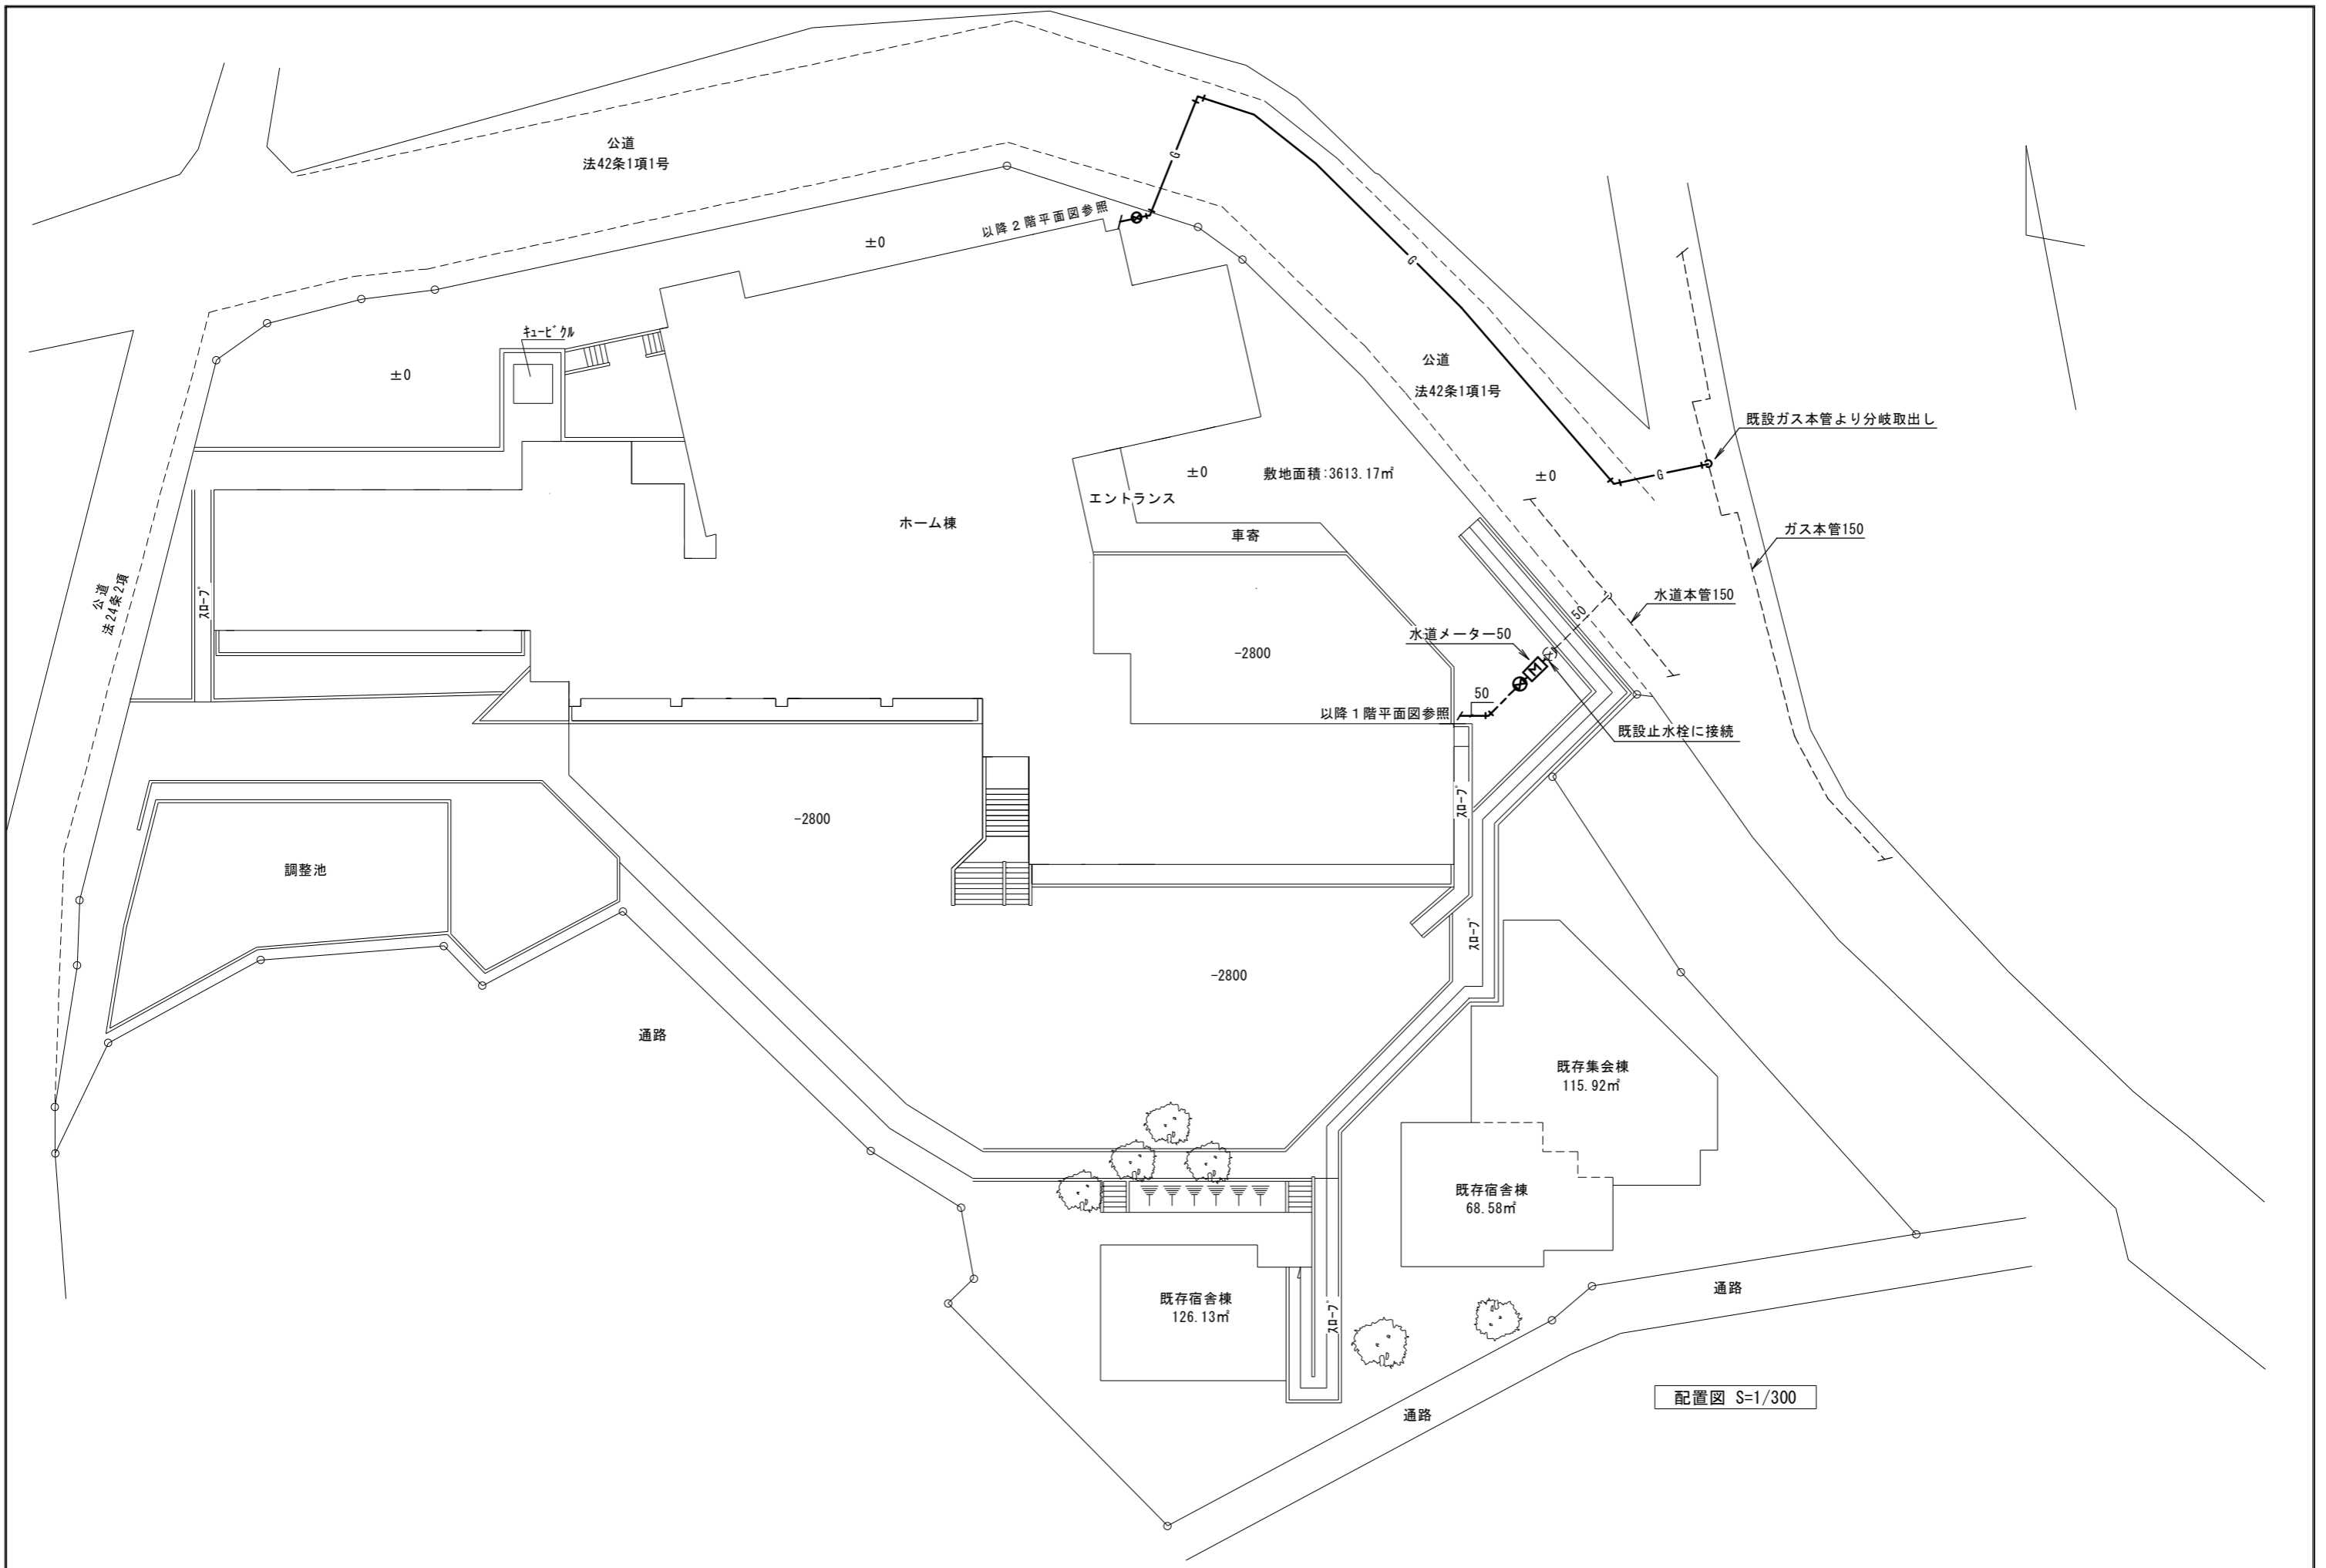 公道
法42条1項1号
以降２階平面図参照
G
±0
G
キュービクル
±0
公道
法42条1項1号
既設ガス本管より分岐取出し
±0
敷地面積:3613.17㎡
±0
G
エントランス
ホーム棟
車寄
ガス本管150
公道
法24条2項
スロープ
水道本管150
50
水道メーター50
-2800
M
50
以降１階平面図参照
既設止水栓に接続
スロープ
-2800
調整池
スロープ
-2800
通路
既存集会棟
115.92㎡
既存宿舎棟
68.58㎡
既存宿舎棟
126.13㎡
スロープ
通路
通路
配置図 S=1/300